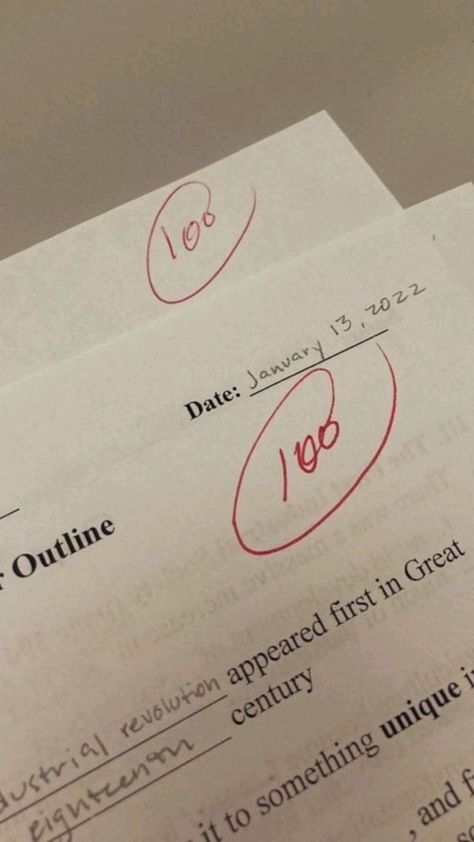 100
Date: January 13, 2022
100
Outline
industrial revolution appeared first in Great
eighteenth century
it to something unique
, and